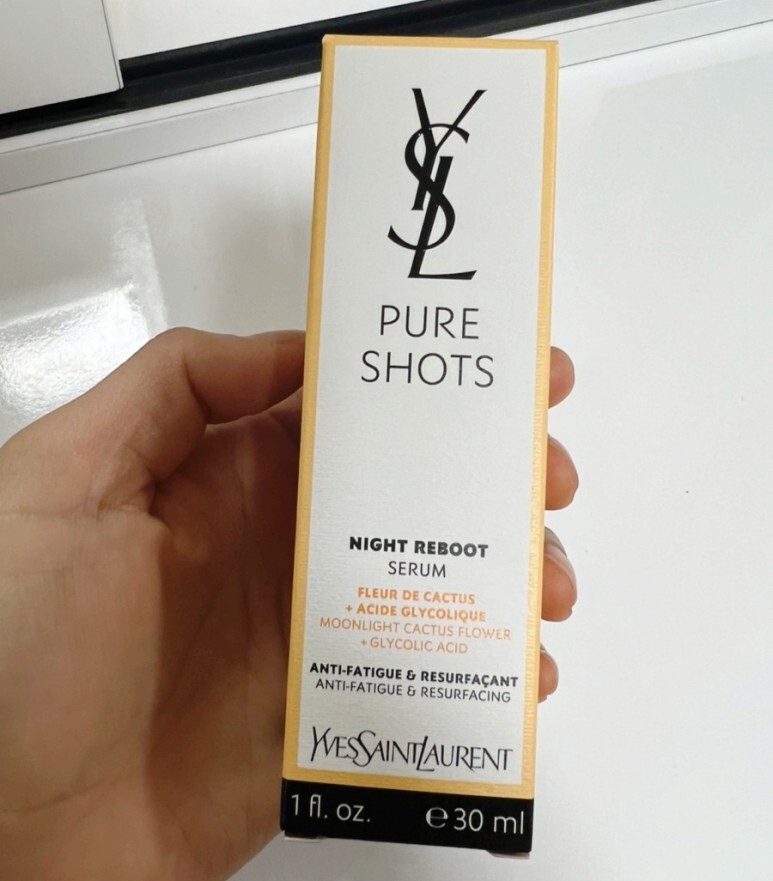 YSL
PURE
SHOTS
NIGHT REBOOT
SERUM
FLEUR DE CACTUS
+ ACIDE GLYCOLIQUE
MOONLIGHT CACTUS FLOWER
+ GLYCOLIC ACID
ANTI-FATIGUE & RESURFAÇANT
ANTI-FATIGUE & RESURFACING
YVESSAINTLAURENT
1 fl. oz. ℮ 30 ml